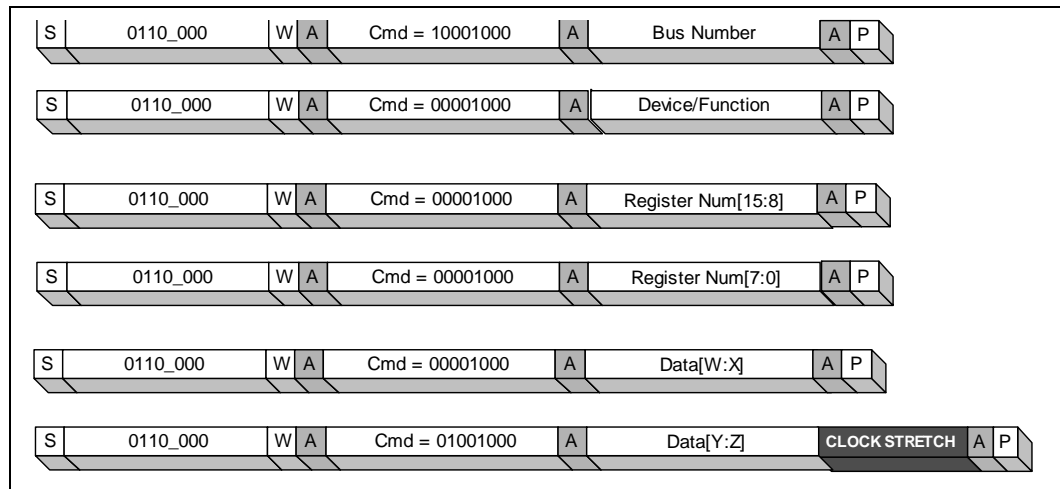 S 0110_000 W A Cmd = 10001000 A Bus Number A P
S 0110_000 W A Cmd = 00001000 A Device/Function A P
S 0110_000 W A Cmd = 00001000 A Register Num[15:8] A P
S 0110_000 W A Cmd = 00001000 A Register Num[7:0] A P
S 0110_000 W A Cmd = 00001000 A Data[W:X] A P
S 0110_000 W A Cmd = 01001000 A Data[Y:Z] CLOCK STRETCH A P